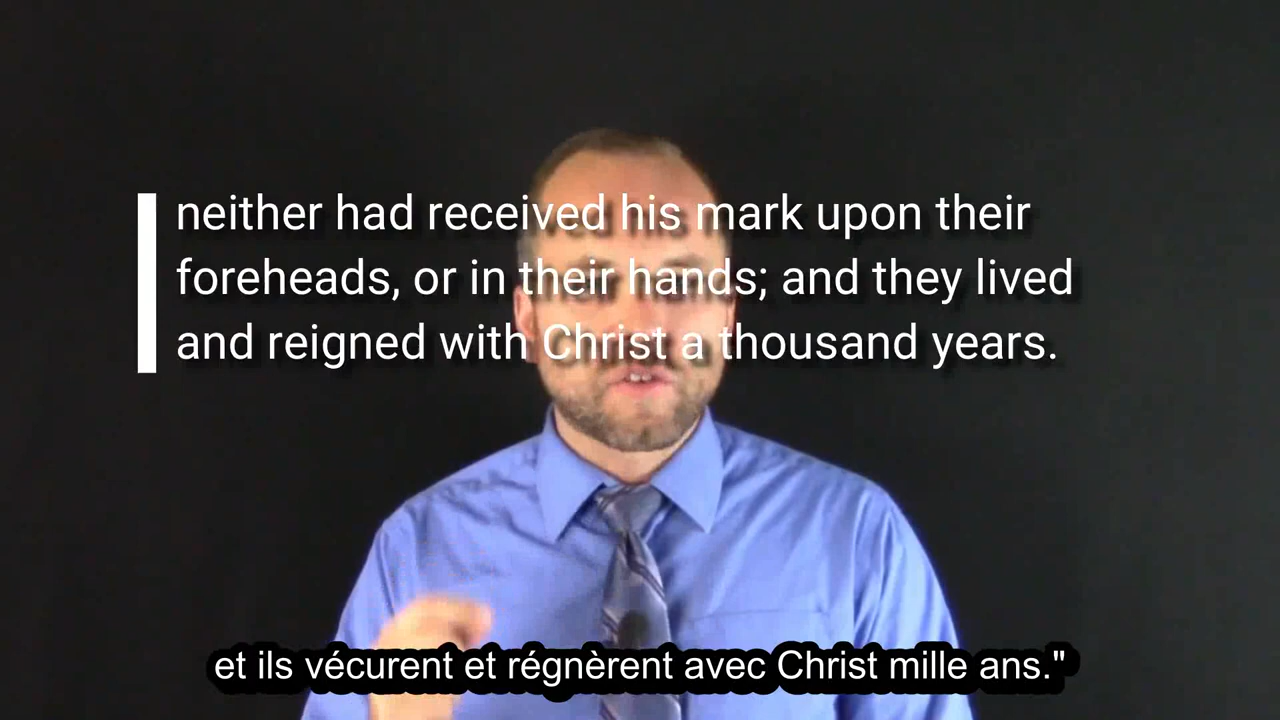 neither had received his mark upon their
foreheads, or in their hands; and they lived
and reigned with Christ a thousand years.
et ils vécurent et régnèrent avec Christ mille ans."